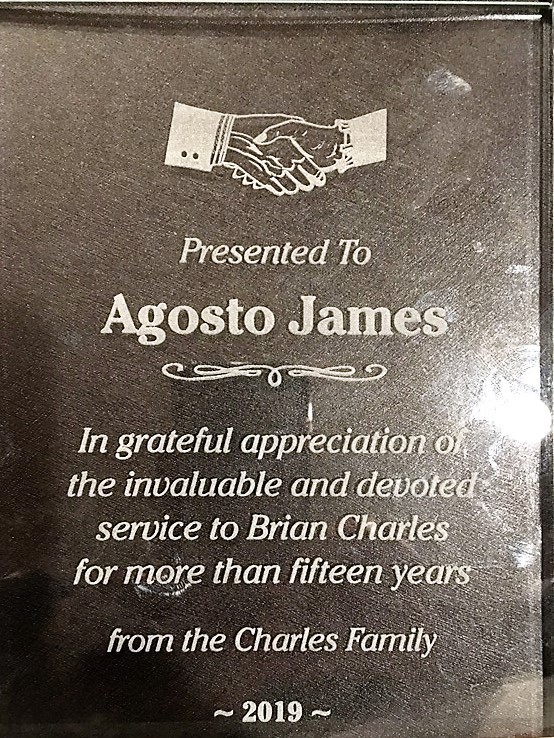 Presented To
Agosto James
In grateful appreciation of
the invaluable and devoted
service to Brian Charles
for more than fifteen years
from the Charles Family
~ 2019 ~